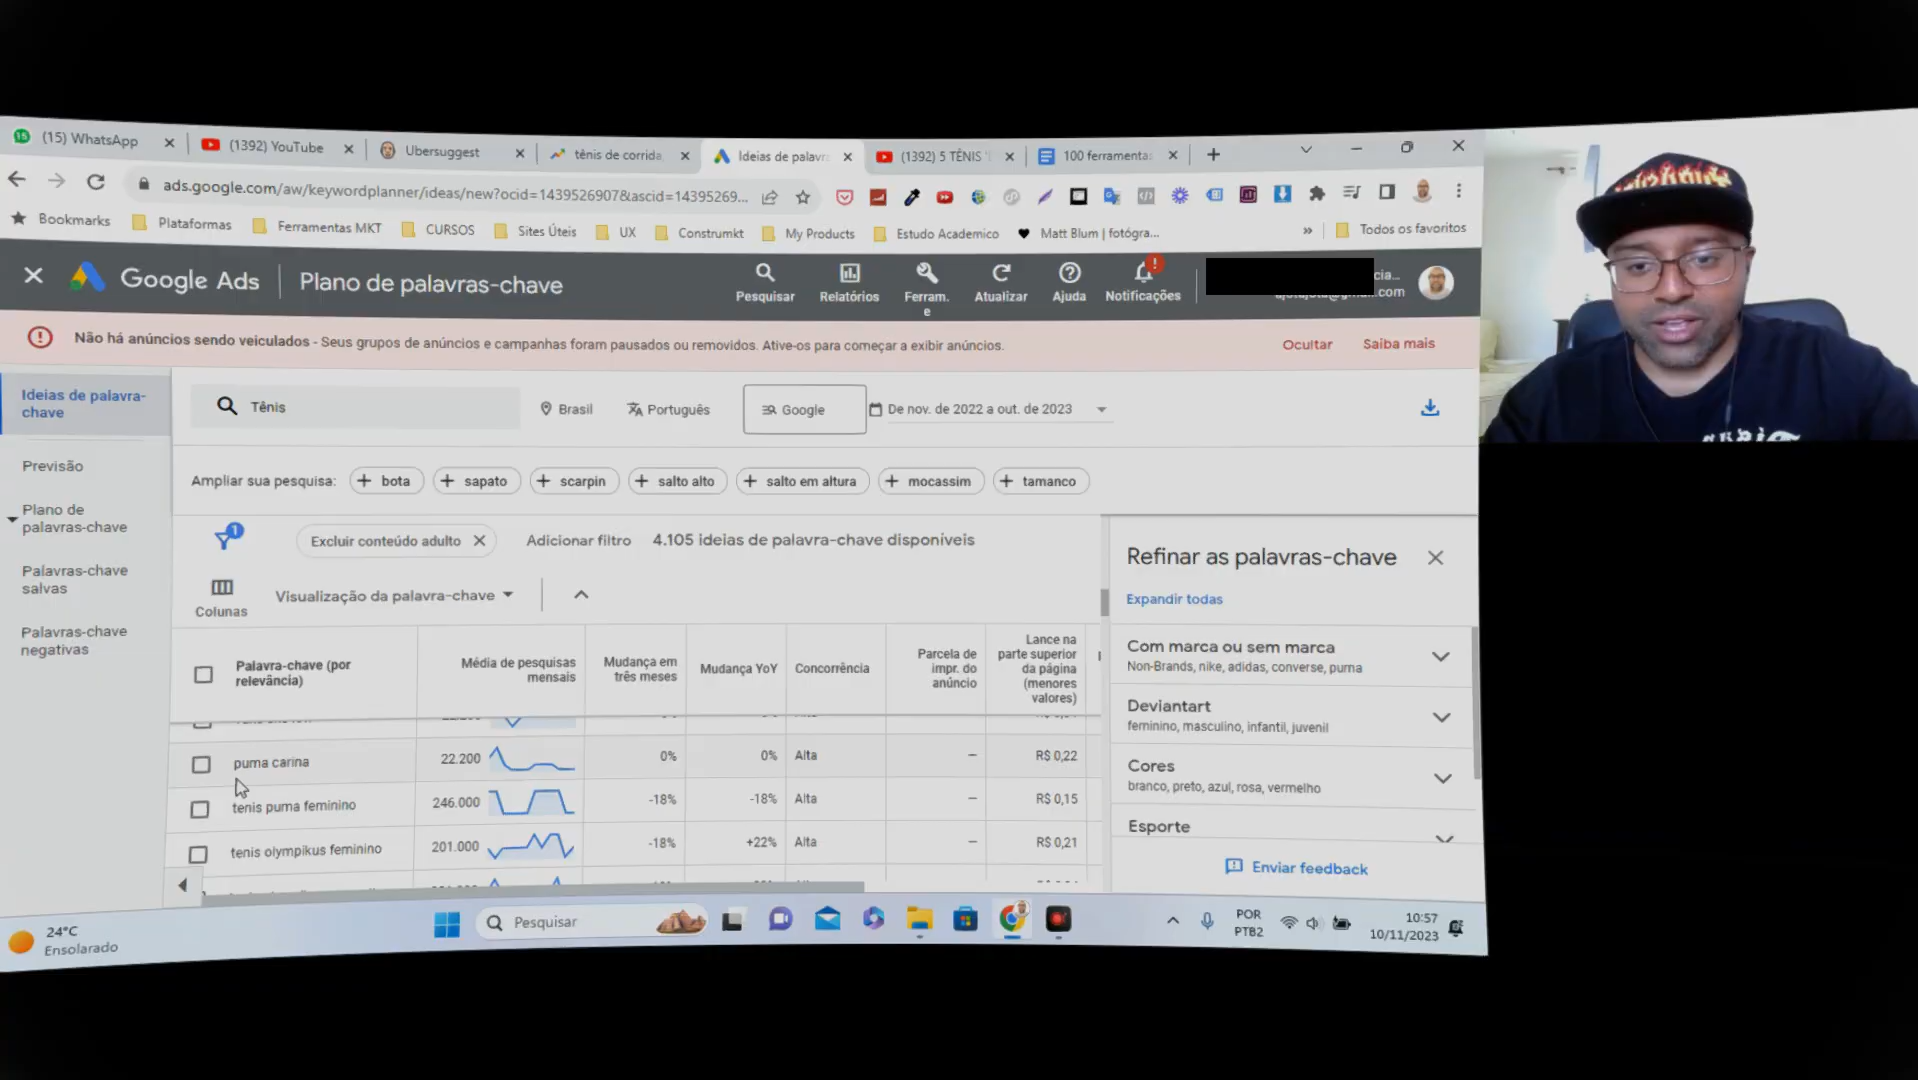 (15) WhatsApp
(1392) YouTube
Ubersuggest
tênis de corrida
Ideias de palavra
(1392) 5 TÊNIS
100 ferramentas
ads.google.com/aw/keywordplanner/ideas/new?ocid=1439526907&ascid=14395269...
Bookmarks
Plataformas
Ferramentas MKT
CURSOS
Sites Úteis
UX
Construmkt
My Products
Estudo Academico
Matt Blum | fotógra...
»
Todos os favoritos
Google Ads
Plano de palavras-chave
Pesquisar
Relatórios
Ferram.
e
Atualizar
Ajuda
Notificações
cia...
.com
Não há anúncios sendo veiculados - Seus grupos de anúncios e campanhas foram pausados ou removidos. Ative-os para começar a exibir anúncios.
Ocultar
Saiba mais
Ideias de palavra-
chave
Previsão
Plano de
palavras-chave
Palavras-chave
salvas
Palavras-chave
negativas
Tênis
Brasil
Português
Google
De nov. de 2022 a out. de 2023
Ampliar sua pesquisa:
+ bota
+ sapato
+ scarpin
+ salto alto
+ salto em altura
+ mocassim
+ tamanco
1
Excluir conteúdo adulto
Adicionar filtro
4.105 ideias de palavra-chave disponíveis
Colunas
Visualização da palavra-chave
Palavra-chave (por
relevância)
Média de pesquisas
mensais
Mudança em
três meses
Mudança YoY
Concorrência
Parcela de
impr. do
anúncio
Lance na
parte superior
da página
(menores
valores)
puma carina
22.200
0%
0%
Alta
–
R$ 0,22
tenis puma feminino
246.000
-18%
-18%
Alta
–
R$ 0,15
tenis olympikus feminino
201.000
-18%
+22%
Alta
–
R$ 0,21
Refinar as palavras-chave
Expandir todas
Com marca ou sem marca
Non-Brands, nike, adidas, converse, puma
Deviantart
feminino, masculino, infantil, juvenil
Cores
branco, preto, azul, rosa, vermelho
Esporte
Enviar feedback
24°C
Ensolarado
Pesquisar
POR
PTB2
10:57
10/11/2023